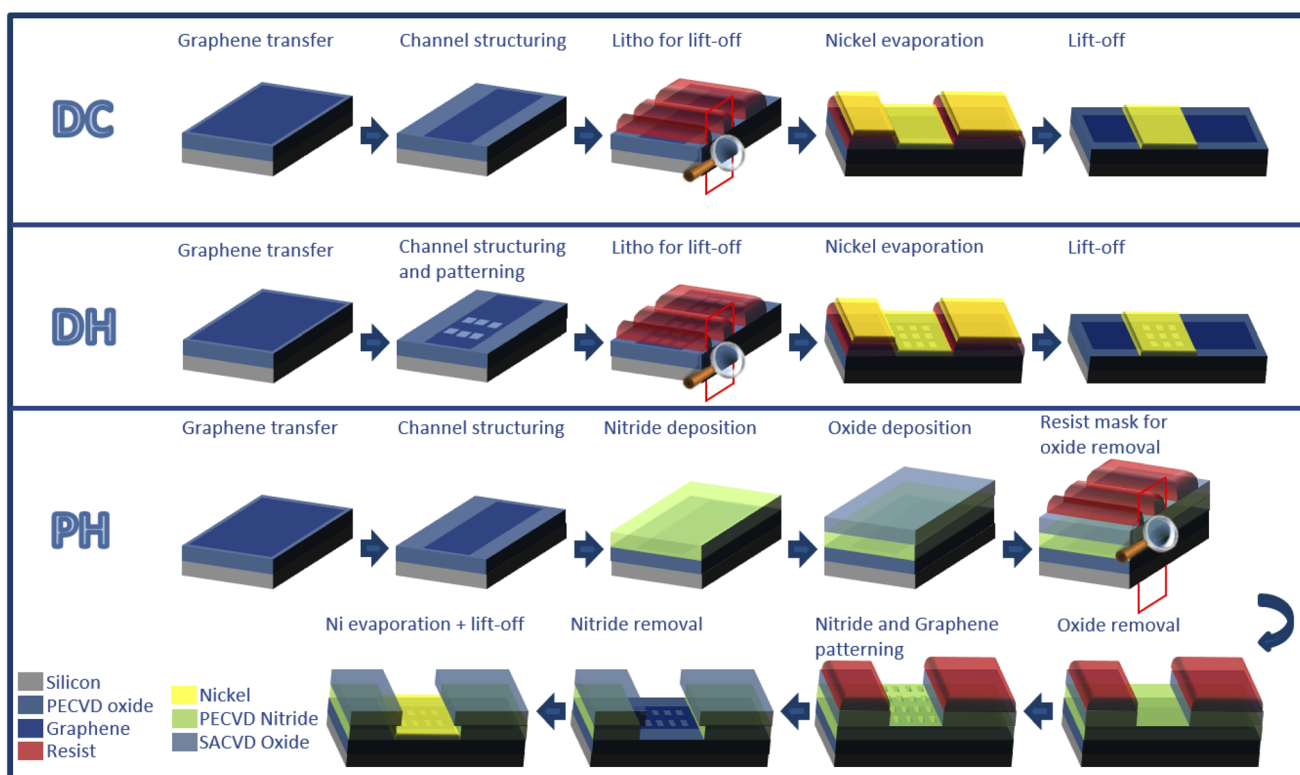 DC
Graphene transfer
Channel structuring
Litho for lift-off
Nickel evaporation
Lift-off
DH
Graphene transfer
Channel structuring
and patterning
Litho for lift-off
Nickel evaporation
Lift-off
PH
Graphene transfer
Channel structuring
Nitride deposition
Oxide deposition
Resist mask for
oxide removal
Oxide removal
Nitride and Graphene
patterning
Nitride removal
Ni evaporation + lift-off
Silicon
PECVD oxide
Graphene
Resist
Nickel
PECVD Nitride
SACVD Oxide